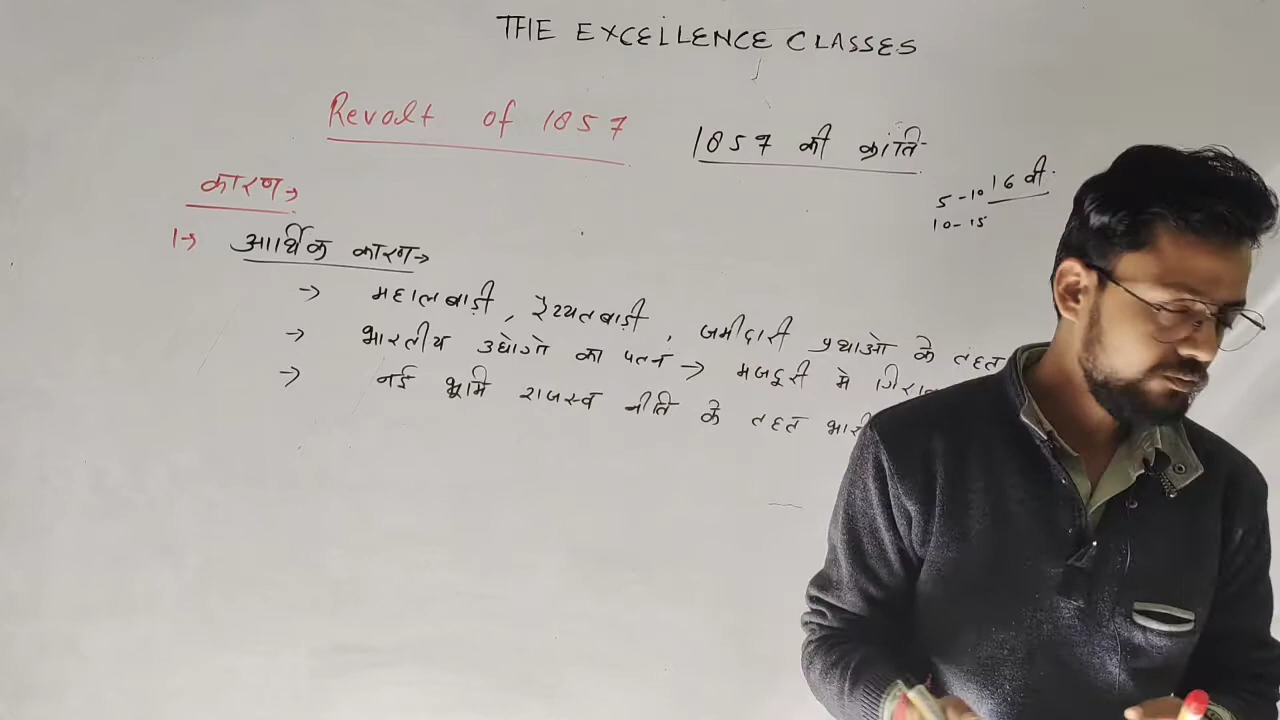 THE EXCELLENCE CLASSES
Revolt of 1857
1857 की क्रांति
16 वी
5-10
10-15
कारण→
1→ आर्थिक कारण→
→ महालबाड़ी, रैय्यतबाड़ी, जमीदारी प्रथाओ के तहत
→ भारतीय उद्योगो का पतन → मजदूरी मे
→ नई भूमि राजस्व नीति के तहत